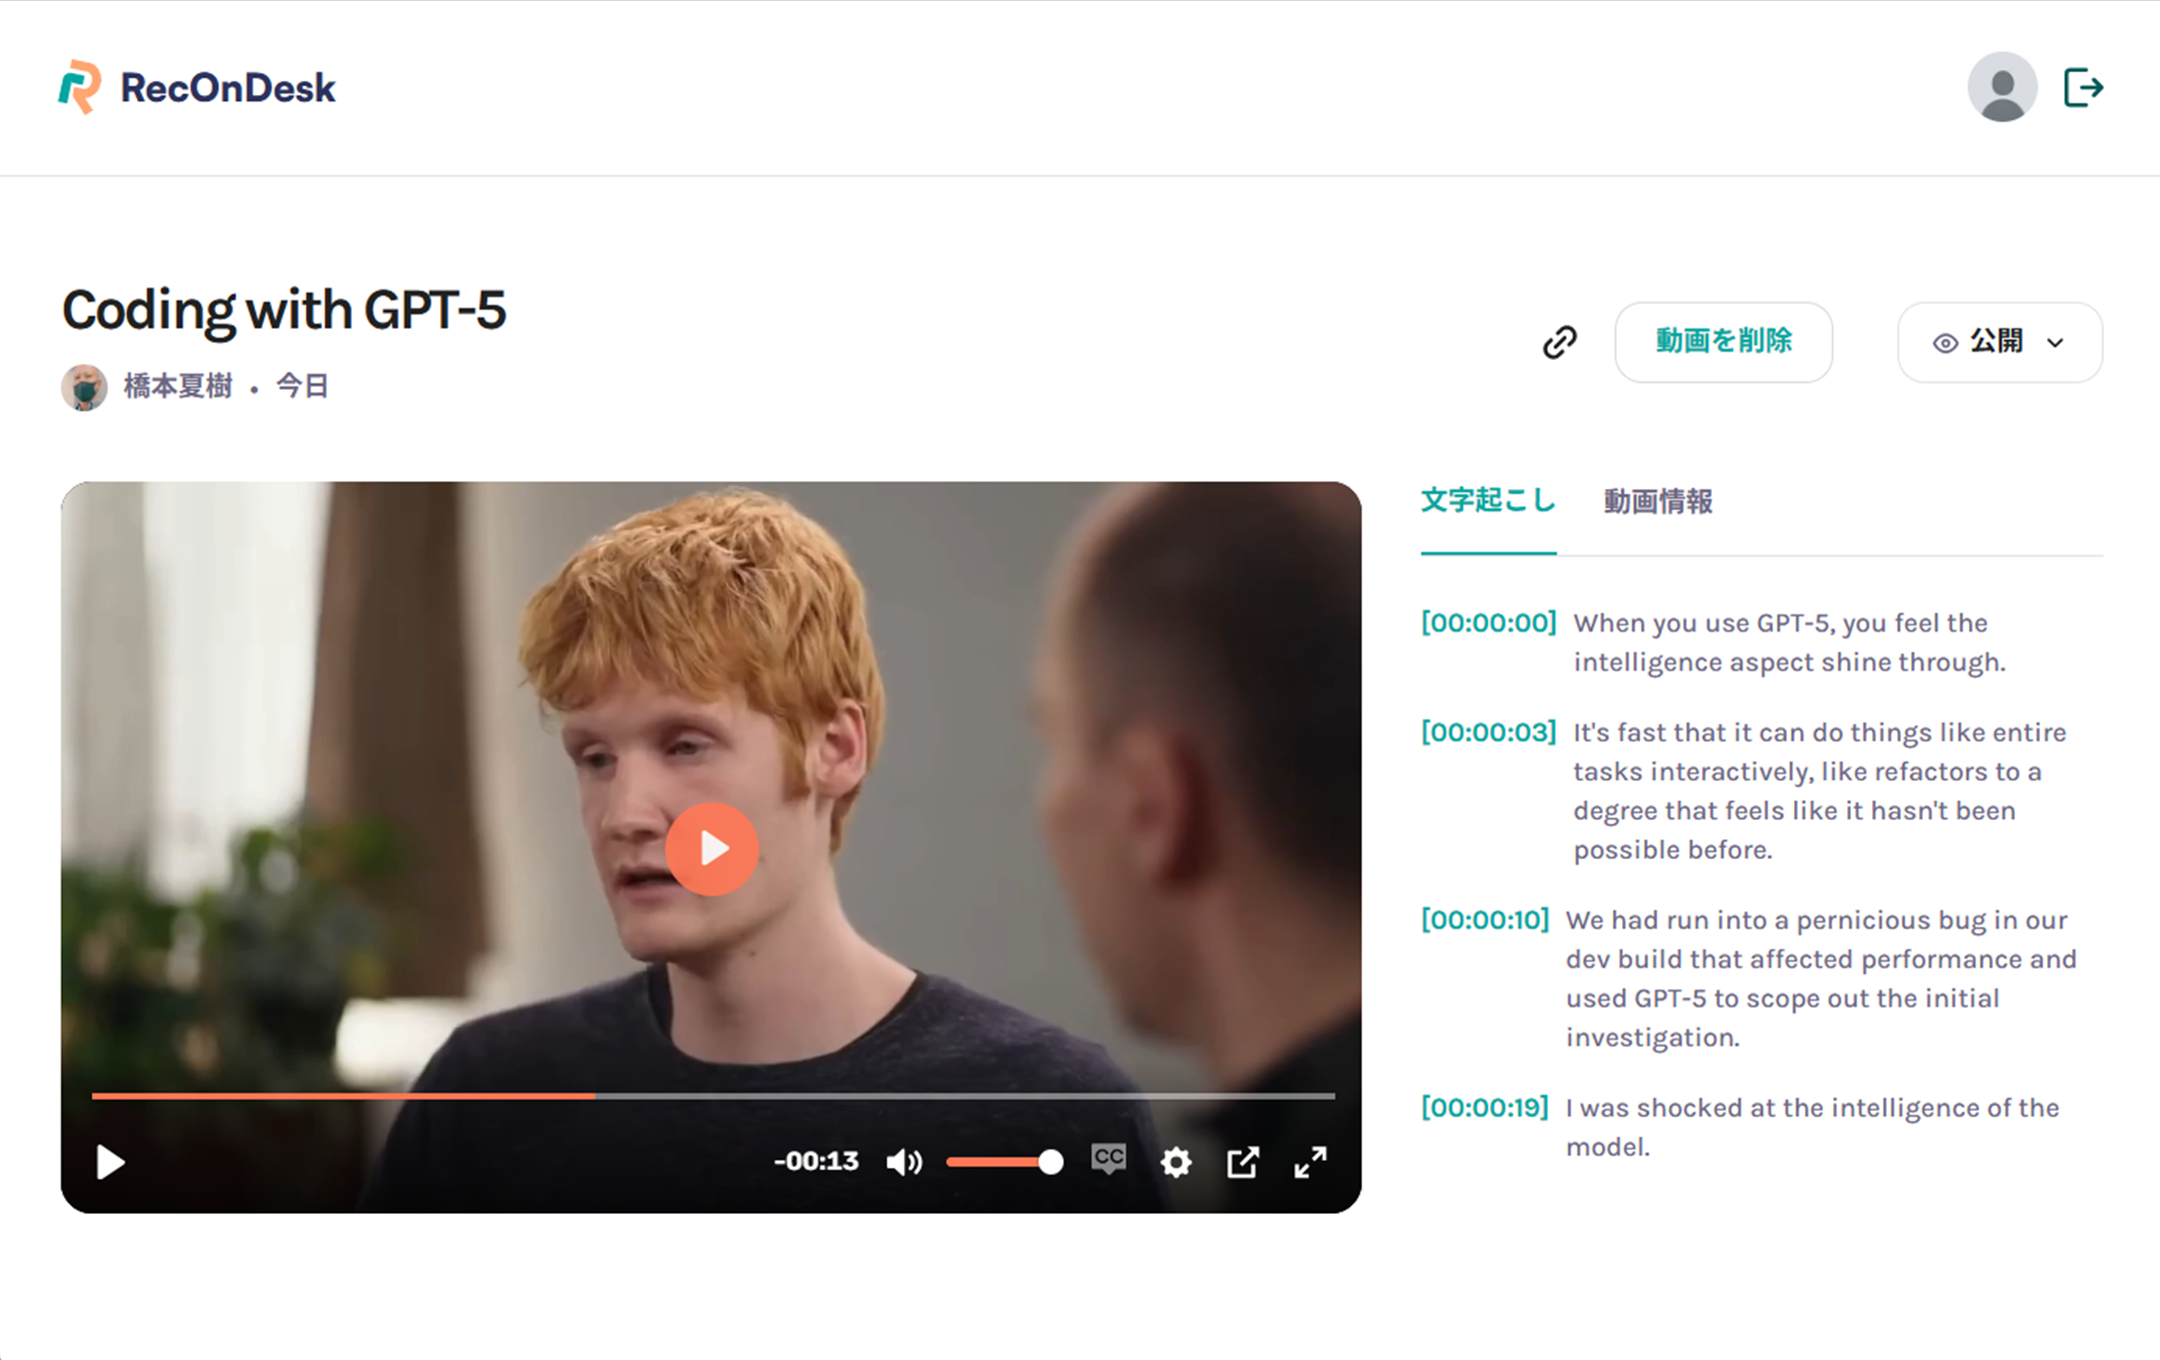 RecOnDesk
Coding with GPT-5
橋本夏樹 • 今日
動画を削除
公開
文字起こし
動画情報
[00:00:00] When you use GPT-5, you feel the
intelligence aspect shine through.
[00:00:03] It's fast that it can do things like entire
tasks interactively, like refactors to a
degree that feels like it hasn't been
possible before.
[00:00:10] We had run into a pernicious bug in our
dev build that affected performance and
used GPT-5 to scope out the initial
investigation.
[00:00:19] I was shocked at the intelligence of the
model.
-00:13
CC